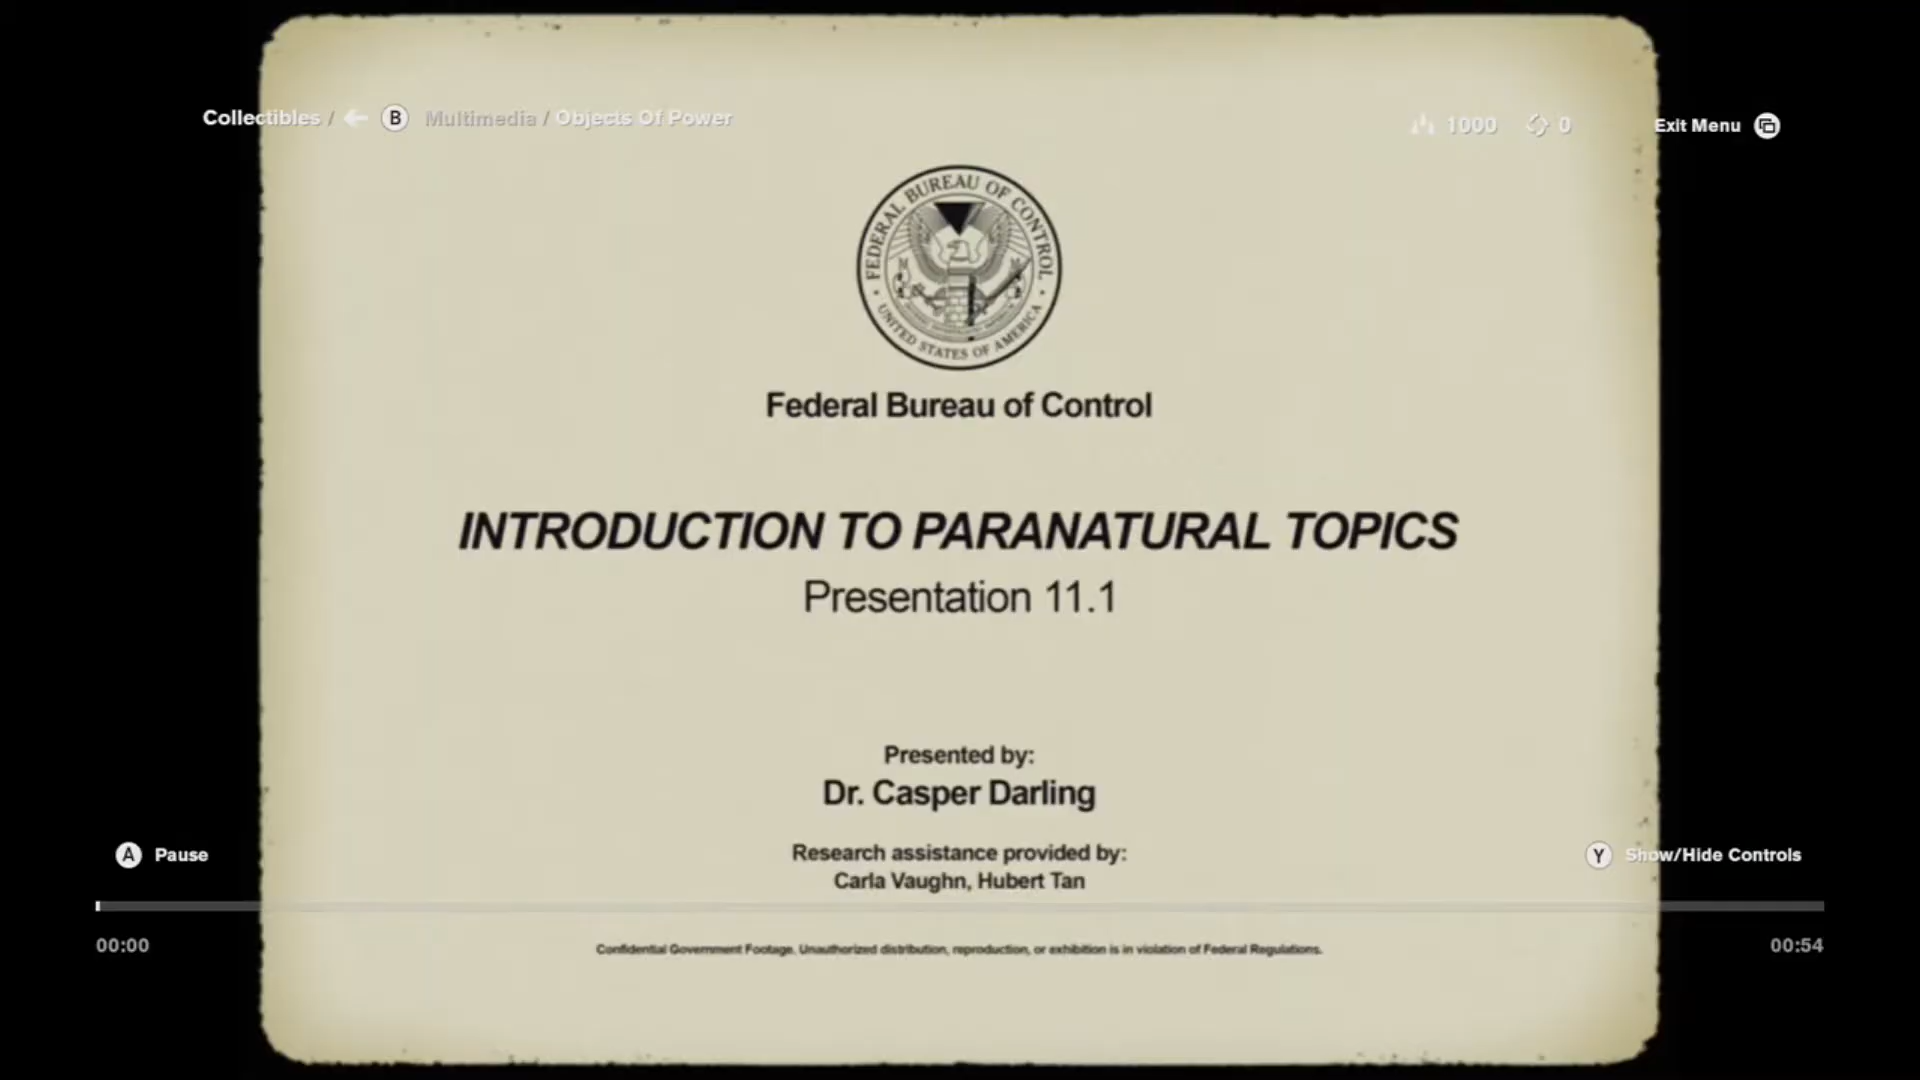 Collectibles / B Multimedia / Objects Of Power
1000 0 Exit Menu
FEDERAL BUREAU OF CONTROL
UNITED STATES OF AMERICA
Federal Bureau of Control
INTRODUCTION TO PARANATURAL TOPICS
Presentation 11.1
Presented by:
Dr. Casper Darling
A Pause
Y Show/Hide Controls
Research assistance provided by:
Carla Vaughn, Hubert Tan
00:00
00:54
Confidential Government Footage. Unauthorized distribution, reproduction, or exhibition is in violation of Federal Regulations.